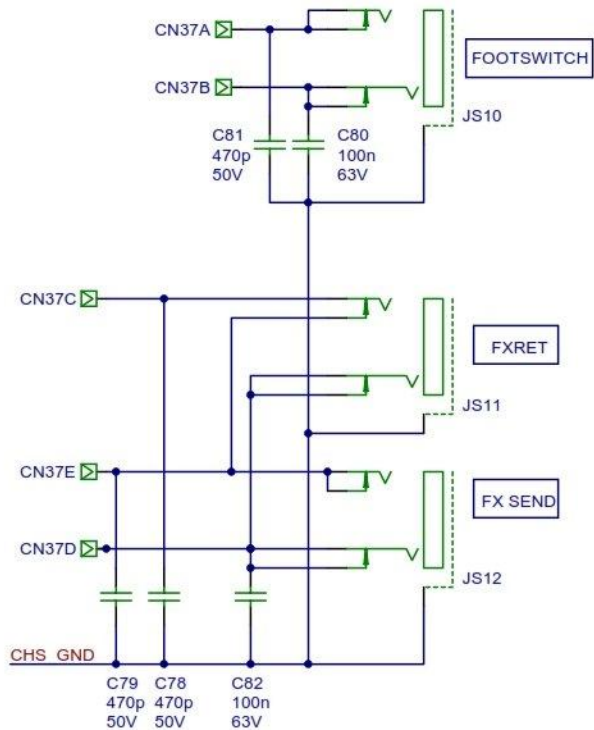 CN37A
FOOTSWITCH
CN37B
JS10
C81
470p
50V
C80
100n
63V
CN37C
FXRET
JS11
CN37E
FX SEND
CN37D
JS12
CHS GND
C79
470p
50V
C78
470p
50V
C82
100n
63V